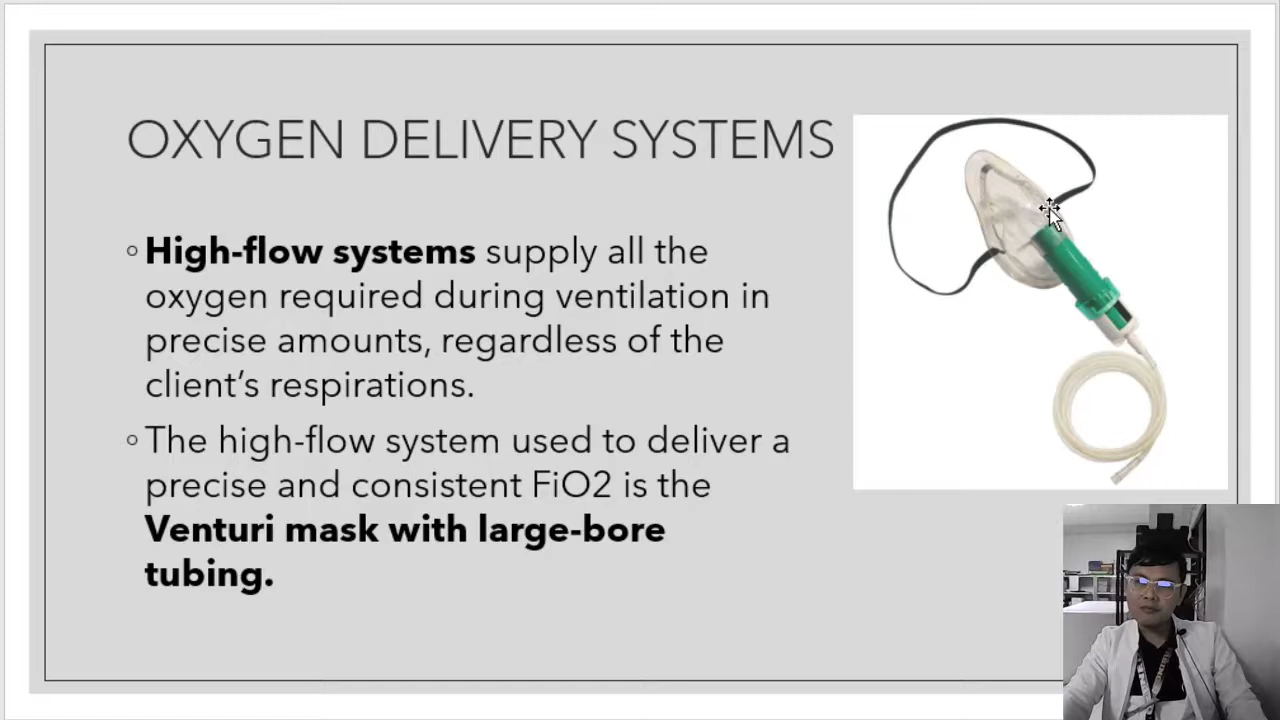 OXYGEN DELIVERY SYSTEMS
High-flow systems supply all the
oxygen required during ventilation in
precise amounts, regardless of the
client’s respirations.
The high-flow system used to deliver a
precise and consistent FiO2 is the
Venturi mask with large-bore
tubing.